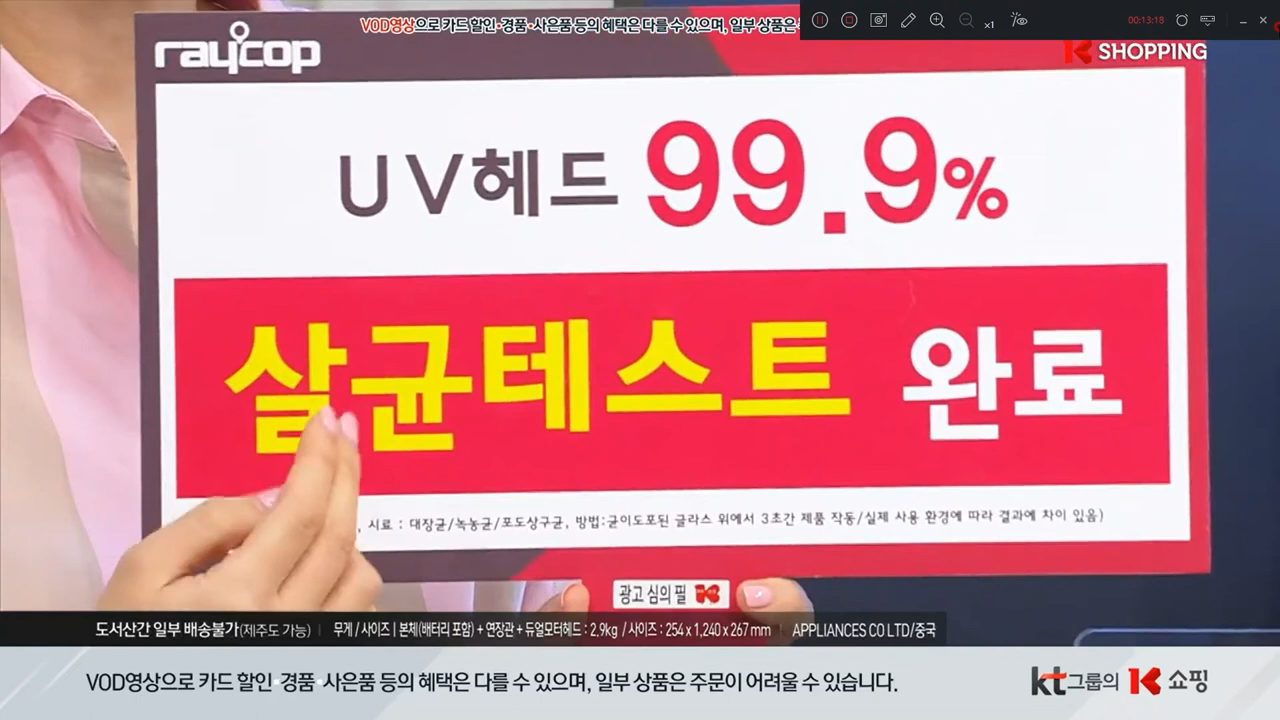 VOD영상으로 카드 할인·경품·사은품 등의 혜택은 다를 수 있으며, 일부 상품은
x1
00:13:18
raycop
K SHOPPING
UV헤드 99.9%
살균테스트 완료
, 시료 : 대장균/녹농균/포도상구균, 방법:균이도포된 글라스 위에서 3초간 제품 작동/실제 사용 환경에 따라 결과에 차이 있음)
광고 심의 필 K
도서산간 일부 배송불가(제주도 가능) | 무게 / 사이즈 | 본체(배터리 포함) + 연장관 + 듀얼모터헤드 : 2.9kg / 사이즈 : 254 x 1,240 x 267 mm | APPLIANCES CO LTD/중국
VOD영상으로 카드 할인·경품·사은품 등의 혜택은 다를 수 있으며, 일부 상품은 주문이 어려울 수 있습니다.
kt그룹의 K 쇼핑